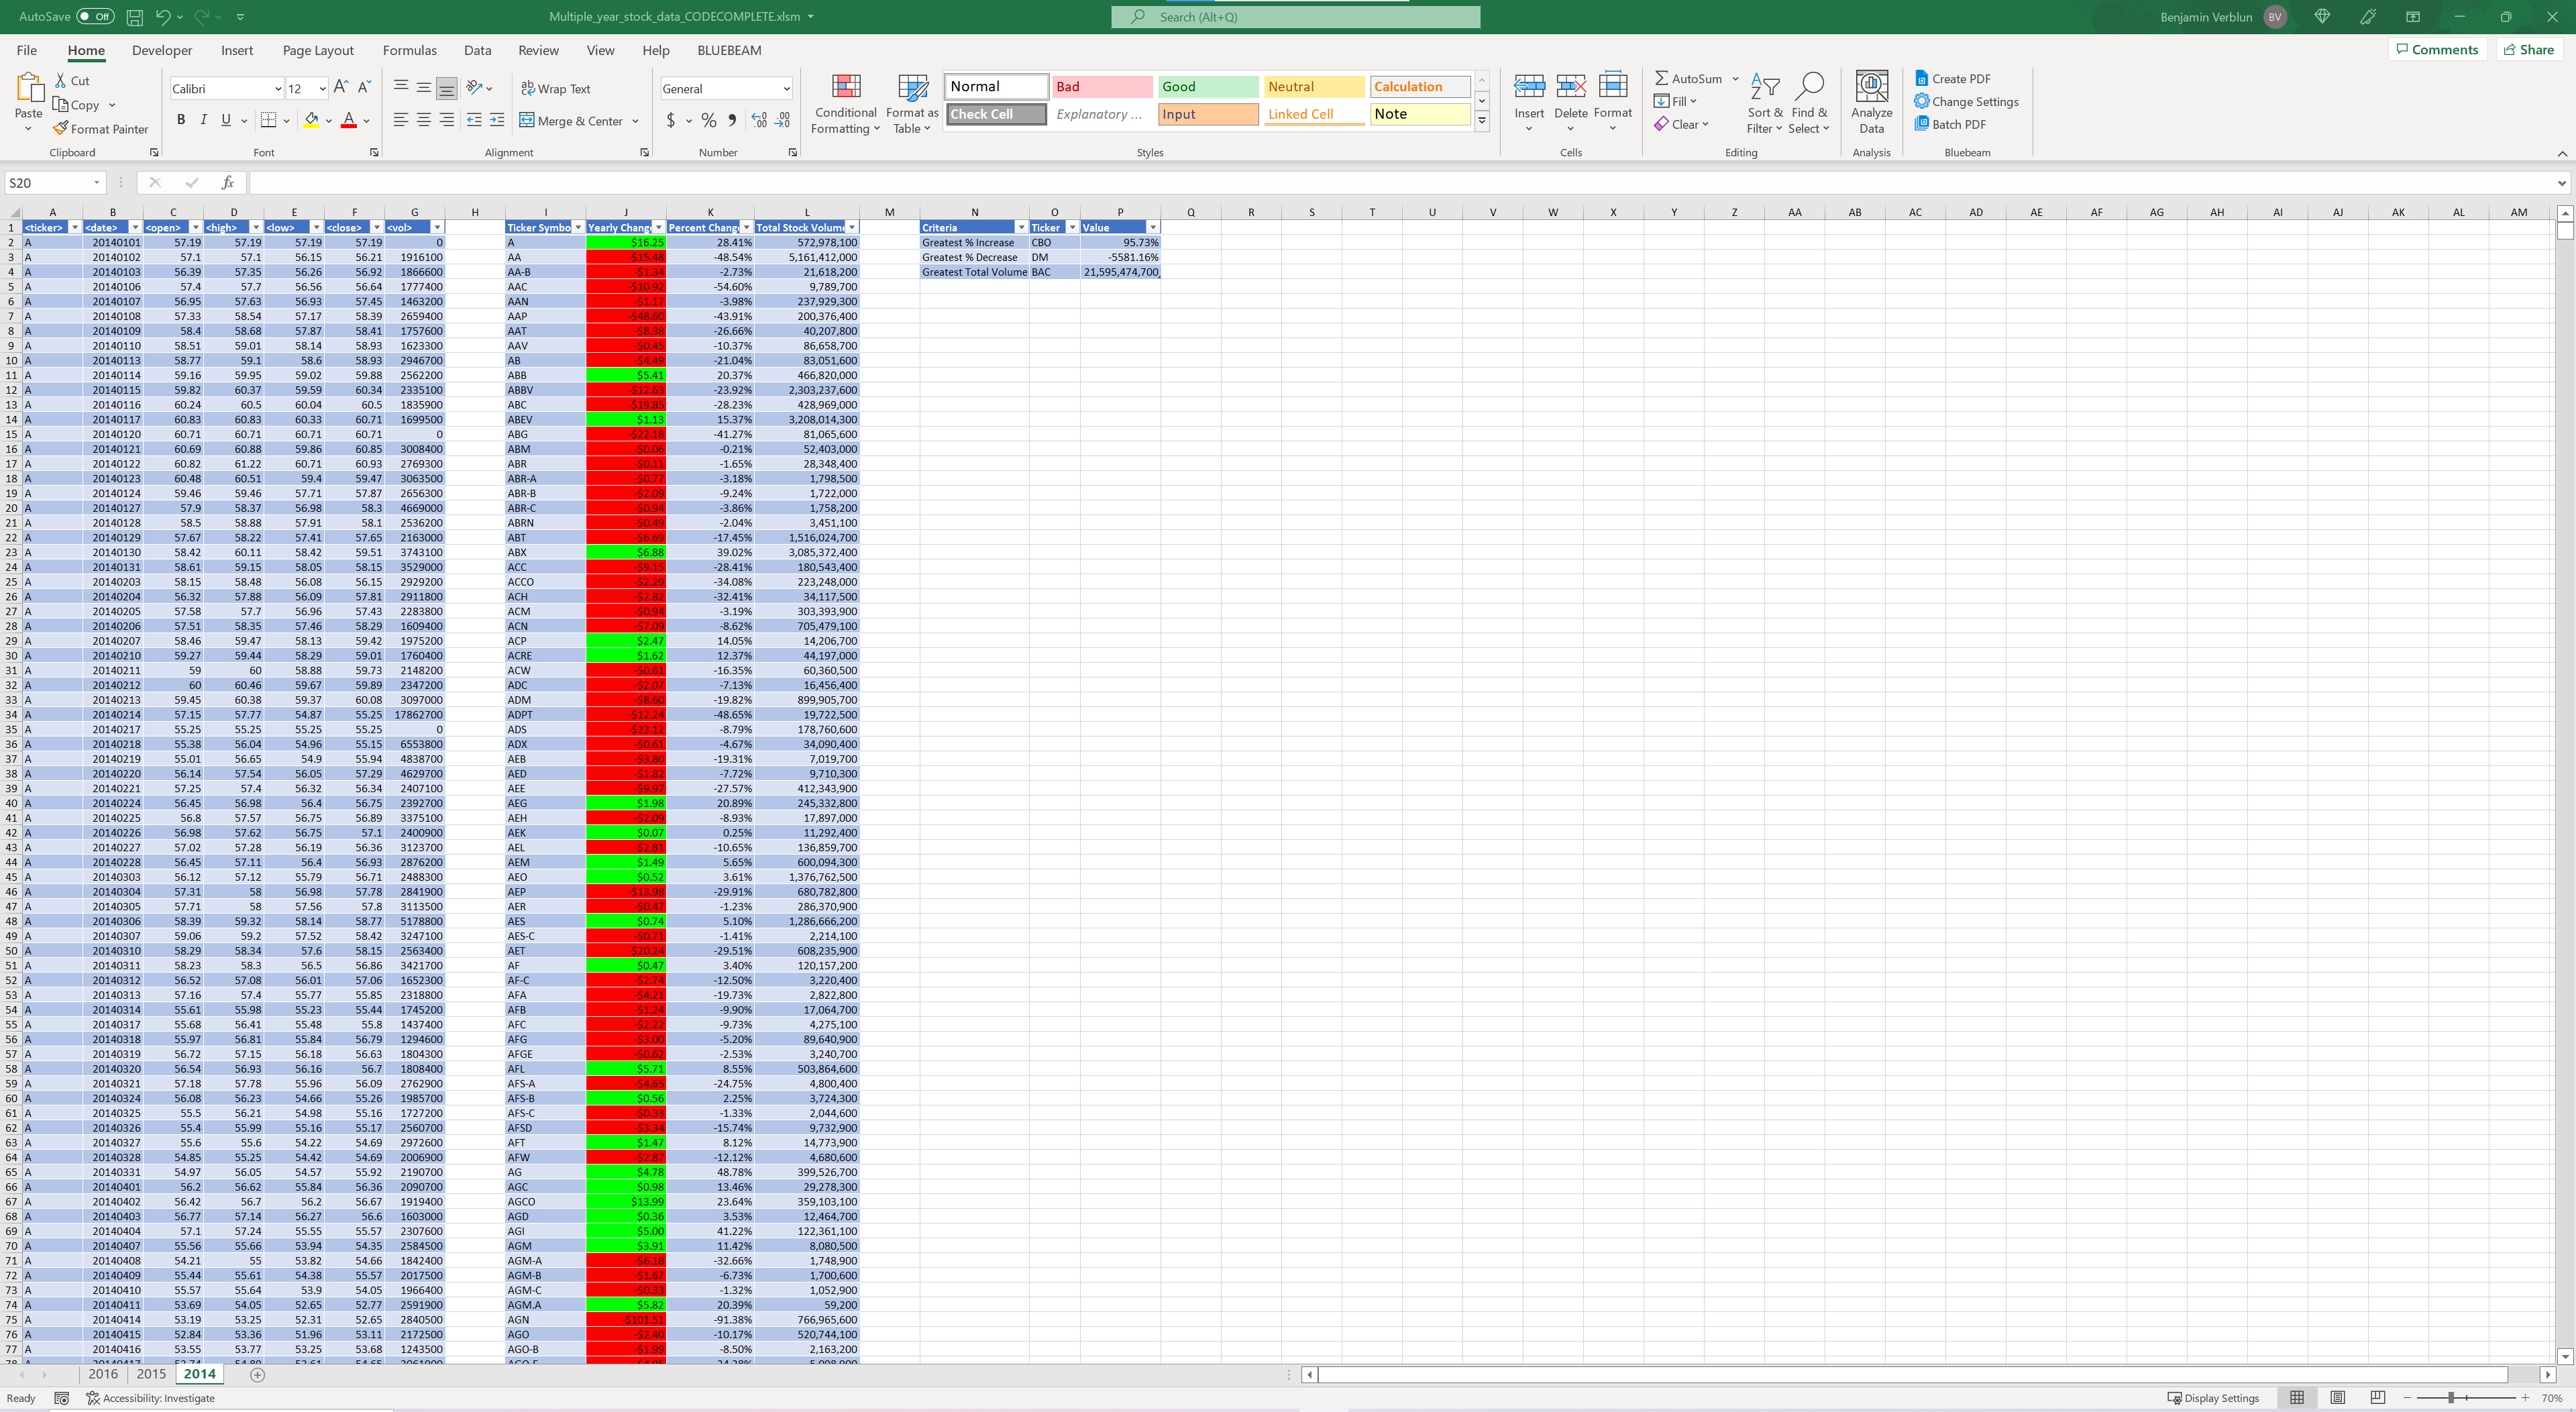 AutoSave Off Multiple_year_stock_data_CODECOMPLETE.xlsm Search (Alt+Q) Benjamin Verblun BV
File Home Developer Insert Page Layout Formulas Data Review View Help BLUEBEAM Comments Share
Paste Cut Copy Format Painter Clipboard
Calibri 12 B I U Font
Wrap Text Merge & Center Alignment
General $ % Number
Conditional Formatting Format as Table
Normal Bad Good Neutral Calculation
Check Cell Explanatory ... Input Linked Cell Note
Styles
Insert Delete Format Cells
AutoSum Fill Clear Sort & Filter Find & Select Editing
Analyze Data Analysis
Create PDF Change Settings Batch PDF Bluebeam
S20 fx
A B C D E F G H I J K L M N O P Q R S T U V W X Y Z AA AB AC AD AE AF AG AH AI AJ AK AL AM
1 <ticker> <date> <open> <high> <low> <close> <vol> Ticker Symbo Yearly Chang Percent Chang Total Stock Volume Criteria Ticker Value
2 A 20140101 57.19 57.19 57.19 57.19 0 A $16.25 28.41% 572,978,100 Greatest % Increase CBO 95.73%
3 A 20140102 57.1 57.1 56.15 56.21 1916100 AA -$15.48 -48.54% 5,161,412,000 Greatest % Decrease DM -5581.16%
4 A 20140103 56.39 57.35 56.26 56.92 1866600 AA-B -$1.34 -2.73% 21,618,200 Greatest Total Volume BAC 21,595,474,700
5 A 20140106 57.4 57.7 56.56 56.64 1777400 AAC -$10.92 -54.60% 9,789,700
6 A 20140107 56.95 57.63 56.93 57.45 1463200 AAN -$1.17 -3.98% 237,929,300
7 A 20140108 57.33 58.54 57.17 58.39 2659400 AAP -$48.60 -43.91% 200,376,400
8 A 20140109 58.4 58.68 57.87 58.41 1757600 AAT -$8.38 -26.66% 40,207,800
9 A 20140110 58.51 59.01 58.14 58.93 1623300 AAV -$0.45 -10.37% 86,658,700
10 A 20140113 58.77 59.1 58.6 58.93 2946700 AB -$4.49 -21.04% 83,051,600
11 A 20140114 59.16 59.95 59.02 59.88 2562200 ABB $5.41 20.37% 466,820,000
12 A 20140115 59.82 60.37 59.59 60.34 2335100 ABBV -$12.63 -23.92% 2,303,237,600
13 A 20140116 60.24 60.5 60.04 60.5 1835900 ABC -$19.85 -28.23% 428,969,000
14 A 20140117 60.83 60.83 60.33 60.71 1699500 ABEV $1.13 15.37% 3,208,014,300
15 A 20140120 60.71 60.71 60.71 60.71 0 ABG -$22.18 -41.27% 81,065,600
16 A 20140121 60.69 60.88 59.86 60.85 3008400 ABM -$0.06 -0.21% 52,403,000
17 A 20140122 60.82 61.22 60.71 60.93 2769300 ABR -$0.11 -1.65% 28,348,400
18 A 20140123 60.48 60.51 59.4 59.47 3063500 ABR-A -$0.77 -3.18% 1,798,500
19 A 20140124 59.46 59.46 57.71 57.87 2656300 ABR-B -$2.09 -9.24% 1,722,000
20 A 20140127 57.9 58.37 56.98 58.3 4669000 ABR-C -$0.94 -3.86% 1,758,200
21 A 20140128 58.5 58.88 57.91 58.1 2536200 ABRN -$0.49 -2.04% 3,451,100
22 A 20140129 57.67 58.22 57.41 57.65 2163000 ABT -$6.69 -17.45% 1,516,024,700
23 A 20140130 58.42 60.11 58.42 59.51 3743100 ABX $6.88 39.02% 3,085,372,400
24 A 20140131 58.61 59.15 58.05 58.15 3529000 ACC -$9.15 -28.41% 180,543,400
25 A 20140203 58.15 58.48 56.08 56.15 2929200 ACCO -$2.29 -34.08% 223,248,000
26 A 20140204 56.32 57.88 56.09 57.81 2911800 ACH -$2.82 -32.41% 34,117,500
27 A 20140205 57.58 57.7 56.96 57.43 2283800 ACM -$0.94 -3.19% 303,393,900
28 A 20140206 57.51 58.35 57.46 58.29 1609400 ACN -$7.09 -8.62% 705,479,100
29 A 20140207 58.46 59.47 58.13 59.42 1975200 ACP $2.47 14.05% 14,206,700
30 A 20140210 59.27 59.44 58.29 59.01 1760400 ACRE $1.62 12.37% 44,197,000
31 A 20140211 59 60 58.88 59.73 2148200 ACW -$0.61 -16.35% 60,360,500
32 A 20140212 60 60.46 59.67 59.89 2347200 ADC -$2.07 -7.13% 16,456,400
33 A 20140213 59.45 60.38 59.37 60.08 3097000 ADM -$8.60 -19.82% 899,905,700
34 A 20140214 57.15 57.77 54.87 55.25 17862700 ADPT -$12.24 -48.65% 19,722,500
35 A 20140217 55.25 55.25 55.25 55.25 0 ADS -$23.12 -8.79% 178,760,600
36 A 20140218 55.38 56.04 54.96 55.15 6553800 ADX -$0.61 -4.67% 34,090,400
37 A 20140219 55.01 56.65 54.9 55.94 4838700 AEB -$3.80 -19.31% 7,019,700
38 A 20140220 56.14 57.54 56.05 57.29 4629700 AED -$1.82 -7.72% 9,710,300
39 A 20140221 57.25 57.4 56.32 56.34 2407100 AEE -$9.97 -27.57% 412,343,900
40 A 20140224 56.45 56.98 56.4 56.75 2392700 AEG $1.98 20.89% 245,332,800
41 A 20140225 56.8 57.57 56.75 56.89 3375100 AEH -$2.09 -8.93% 17,897,000
42 A 20140226 56.98 57.62 56.75 57.1 2400900 AEK $0.07 0.25% 11,292,400
43 A 20140227 57.02 57.28 56.19 56.36 3123700 AEL -$2.81 -10.65% 136,859,700
44 A 20140228 56.45 57.11 56.4 56.93 2876200 AEM $1.49 5.65% 600,094,300
45 A 20140303 56.12 57.12 55.79 56.71 2488300 AEO $0.52 3.61% 1,376,762,500
46 A 20140304 57.31 58 56.98 57.78 2841900 AEP -$13.98 -29.91% 680,782,800
47 A 20140305 57.71 58 57.56 57.8 3113500 AER -$0.47 -1.23% 286,370,900
48 A 20140306 58.39 59.32 58.14 58.77 5178800 AES $0.74 5.10% 1,286,666,200
49 A 20140307 59.06 59.2 57.52 58.42 3247100 AES-C -$0.71 -1.41% 2,214,100
50 A 20140310 58.29 58.34 57.6 58.15 2563400 AET -$20.24 -29.51% 608,235,900
51 A 20140311 58.23 58.3 56.5 56.86 3421700 AF $0.47 3.40% 120,157,200
52 A 20140312 56.52 57.08 56.01 57.06 1652300 AF-C -$2.74 -12.50% 3,220,400
53 A 20140313 57.16 57.4 55.77 55.85 2318800 AFA -$4.21 -19.73% 2,822,800
54 A 20140314 55.61 55.98 55.23 55.44 1745200 AFB -$1.24 -9.90% 17,064,700
55 A 20140317 55.68 56.41 55.48 55.8 1437400 AFC -$2.22 -9.73% 4,275,100
56 A 20140318 55.97 56.81 55.84 56.79 1294600 AFG -$3.00 -5.20% 89,640,900
57 A 20140319 56.72 57.15 56.18 56.63 1804300 AFGE -$0.62 -2.53% 3,240,700
58 A 20140320 56.54 56.93 56.16 56.7 1808400 AFL $5.71 8.55% 503,864,600
59 A 20140321 57.18 57.78 55.96 56.09 2762900 AFS-A -$4.65 -24.75% 4,800,400
60 A 20140324 56.08 56.23 54.66 55.26 1985700 AFS-B $0.56 2.25% 3,724,300
61 A 20140325 55.5 56.21 54.98 55.16 1727200 AFS-C -$0.33 -1.33% 2,044,600
62 A 20140326 55.4 55.99 55.16 55.17 2560700 AFSD -$3.34 -15.74% 9,732,900
63 A 20140327 55.6 55.6 54.22 54.69 2972600 AFT $1.47 8.12% 14,773,900
64 A 20140328 54.85 55.25 54.42 54.69 2006900 AFW -$2.87 -12.12% 4,680,600
65 A 20140331 54.97 56.05 54.57 55.92 2190700 AG $4.78 48.78% 399,526,700
66 A 20140401 56.2 56.62 55.84 56.36 2090700 AGC $0.98 13.46% 29,278,300
67 A 20140402 56.42 56.7 56.2 56.67 1919400 AGCO $13.99 23.64% 359,103,100
68 A 20140403 56.77 57.14 56.27 56.6 1603000 AGD $0.36 3.53% 12,464,700
69 A 20140404 57.1 57.24 55.55 55.57 2307600 AGI $5.00 41.22% 122,361,100
70 A 20140407 55.56 55.66 53.94 54.35 2584500 AGM $3.91 11.42% 8,080,500
71 A 20140408 54.21 55 53.82 54.66 1842400 AGM-A -$6.18 -32.66% 1,748,900
72 A 20140409 55.44 55.61 54.38 55.57 2017500 AGM-B -$1.67 -6.73% 1,700,600
73 A 20140410 55.57 55.64 53.9 54.05 1966400 AGM-C -$0.33 -1.32% 1,052,900
74 A 20140411 53.69 54.05 52.65 52.77 2591900 AGM.A $5.82 20.39% 59,200
75 A 20140414 53.19 53.25 52.31 52.65 2840500 AGN -$101.51 -91.38% 766,965,600
76 A 20140415 52.84 53.36 51.96 53.11 2172500 AGO -$2.40 -10.17% 520,744,100
77 A 20140416 53.55 53.77 53.25 53.68 1243500 AGO-B -$1.99 -8.50% 2,163,200
2016 2015 2014
Ready Accessibility: Investigate Display Settings 70%